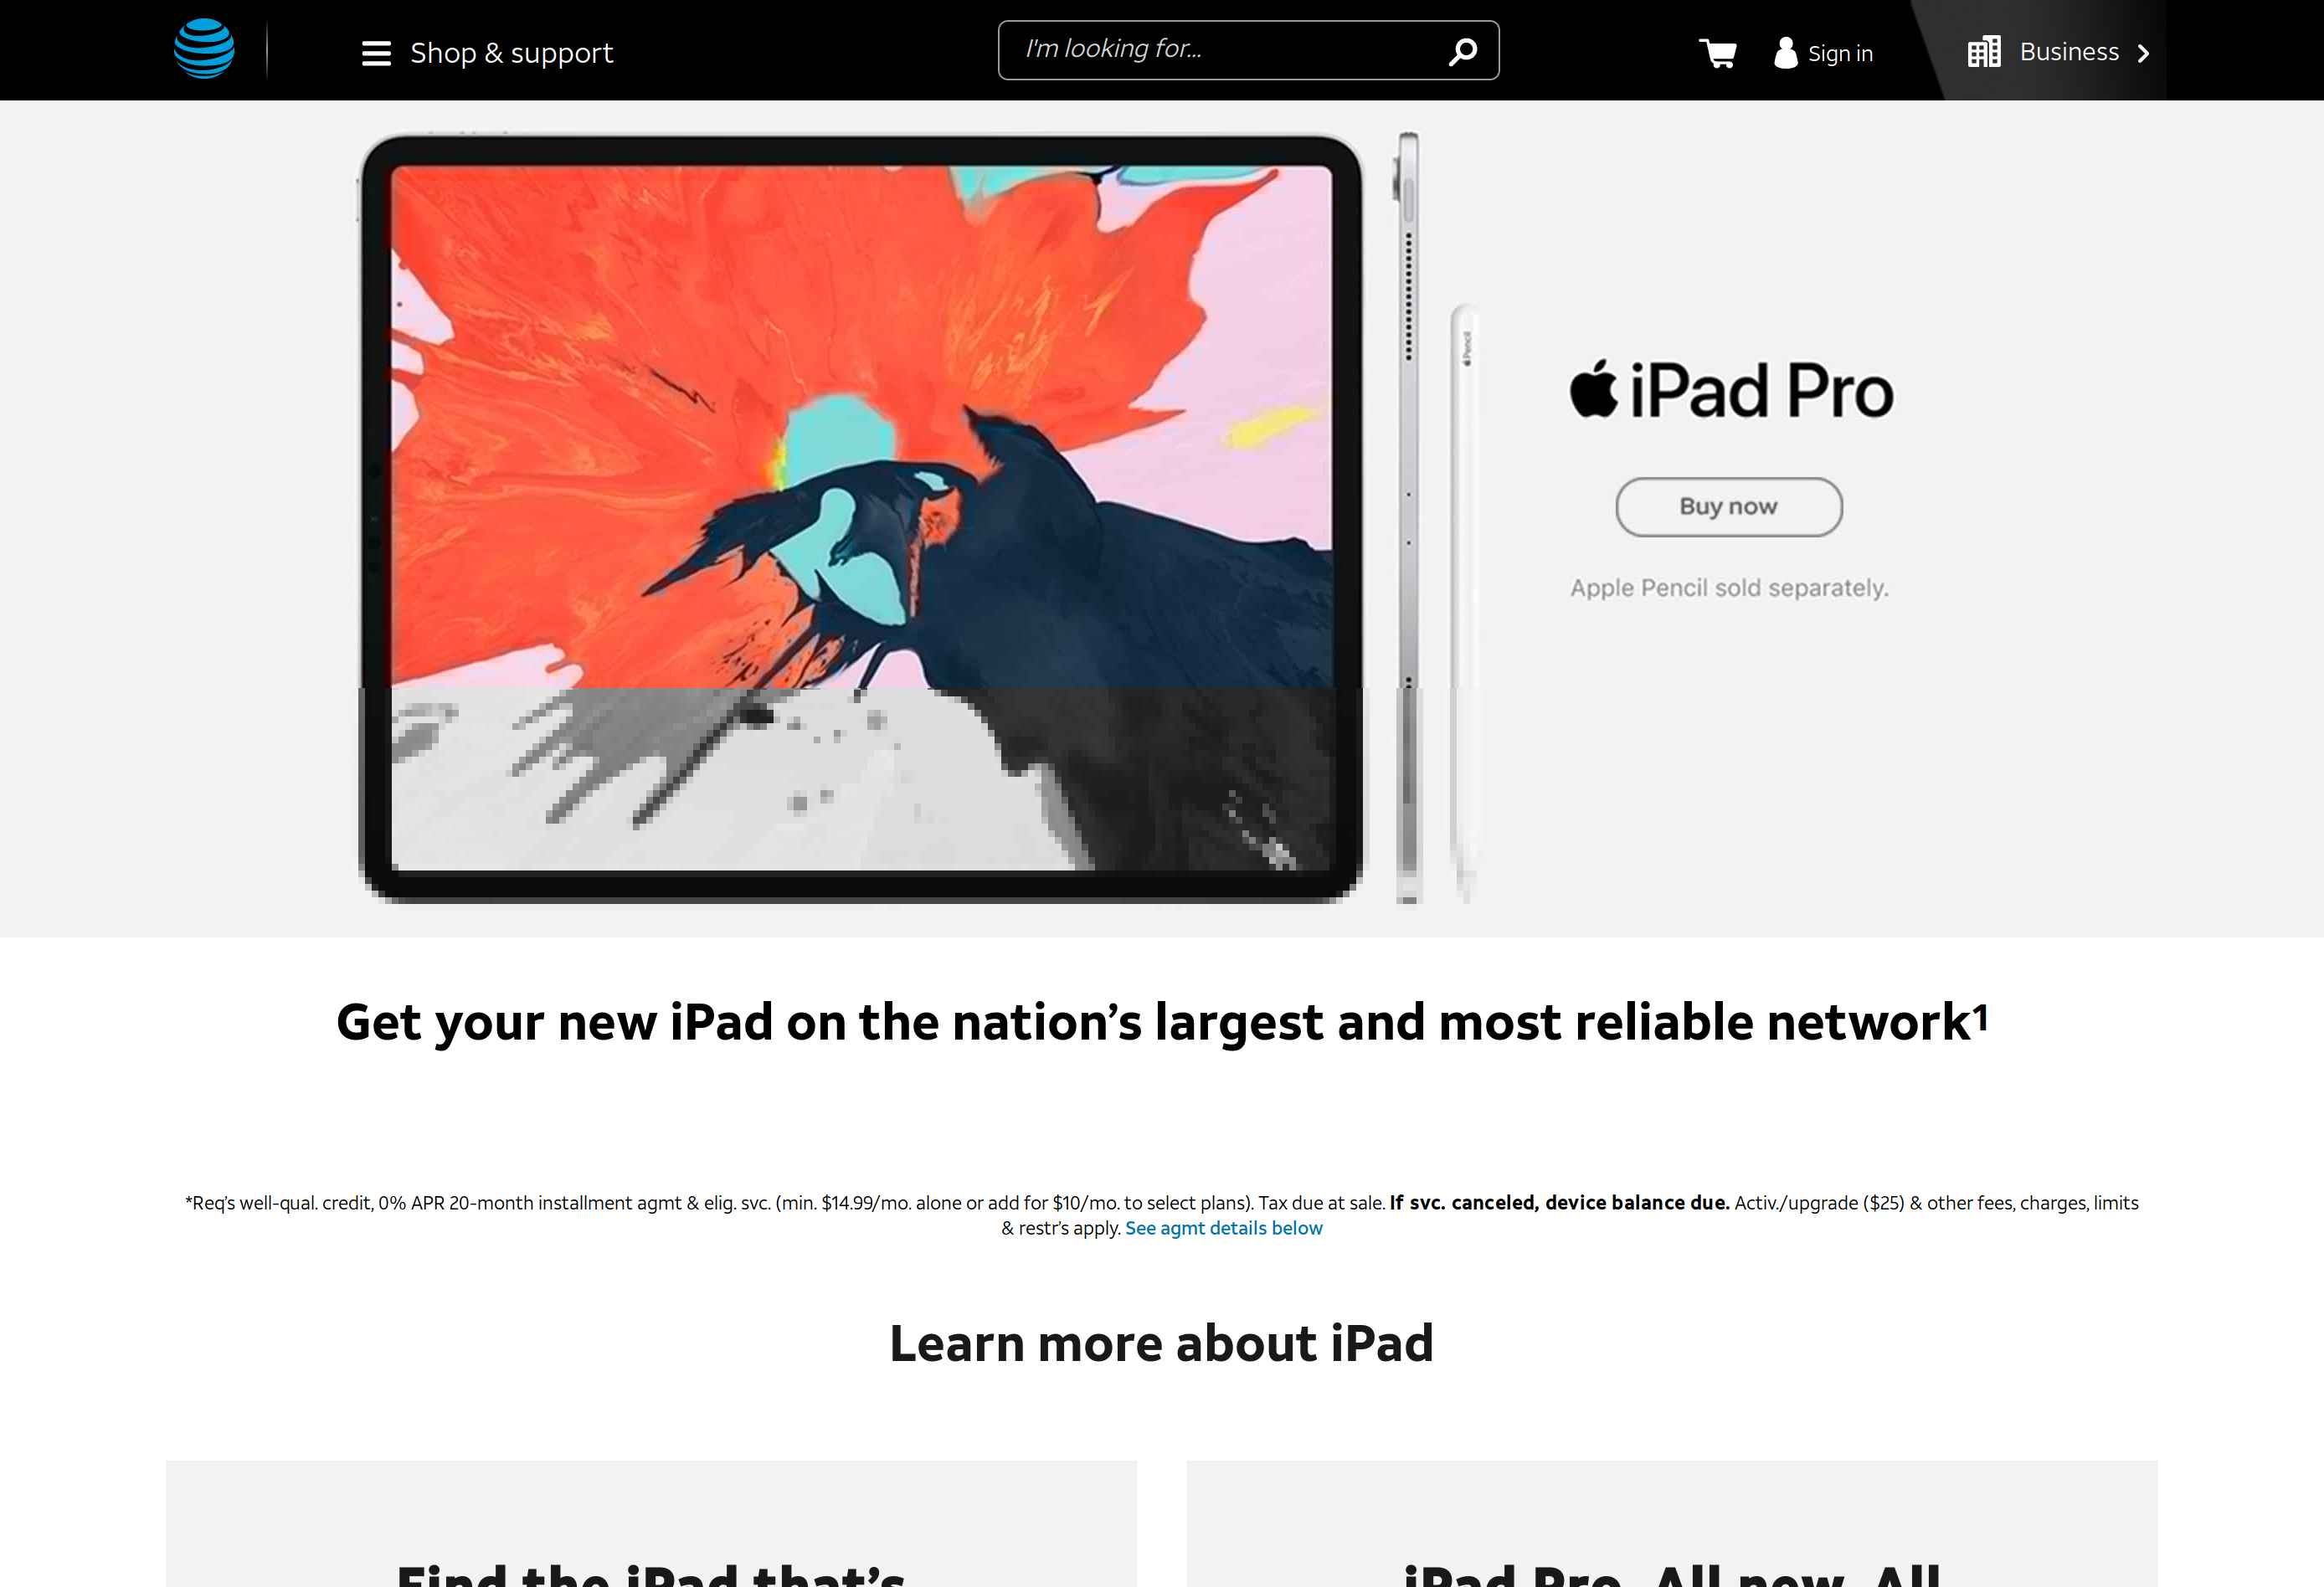 Shop & support
I'm looking for...
Sign in
Business
Pencil
iPad Pro
Buy now
Apple Pencil sold separately.
Get your new iPad on the nation’s largest and most reliable network¹
*Req's well-qual. credit, 0% APR 20-month installment agmt & elig. svc. (min. $14.99/mo. alone or add for $10/mo. to select plans). Tax due at sale. If svc. canceled, device balance due. Activ./upgrade ($25) & other fees, charges, limits
& restr's apply. See agmt details below
Learn more about iPad
Find the iPad that’s
iPad Pro. All new. All